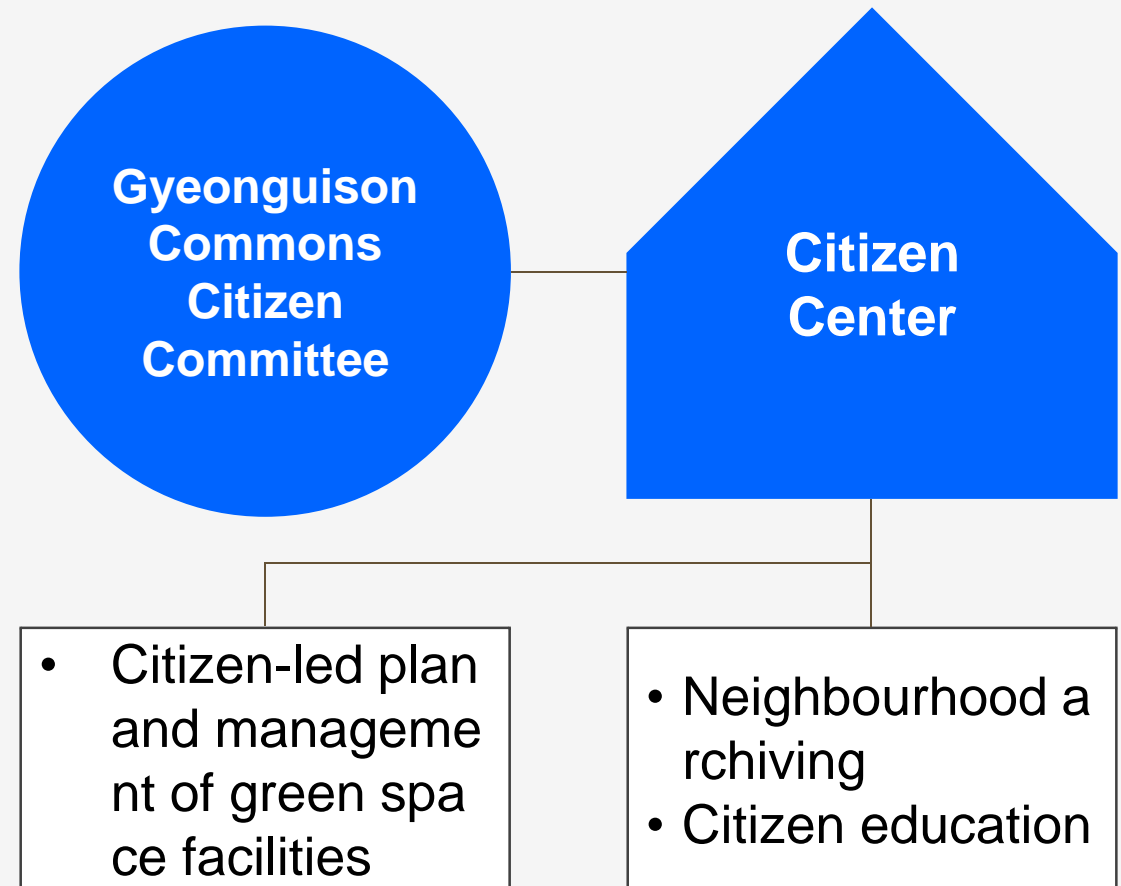 Gyeonguison
Commons
Citizen
Committee
Citizen
Center
• Citizen-led plan
and manageme
nt of green spa
ce facilities
• Neighbourhood a
rchiving
• Citizen education